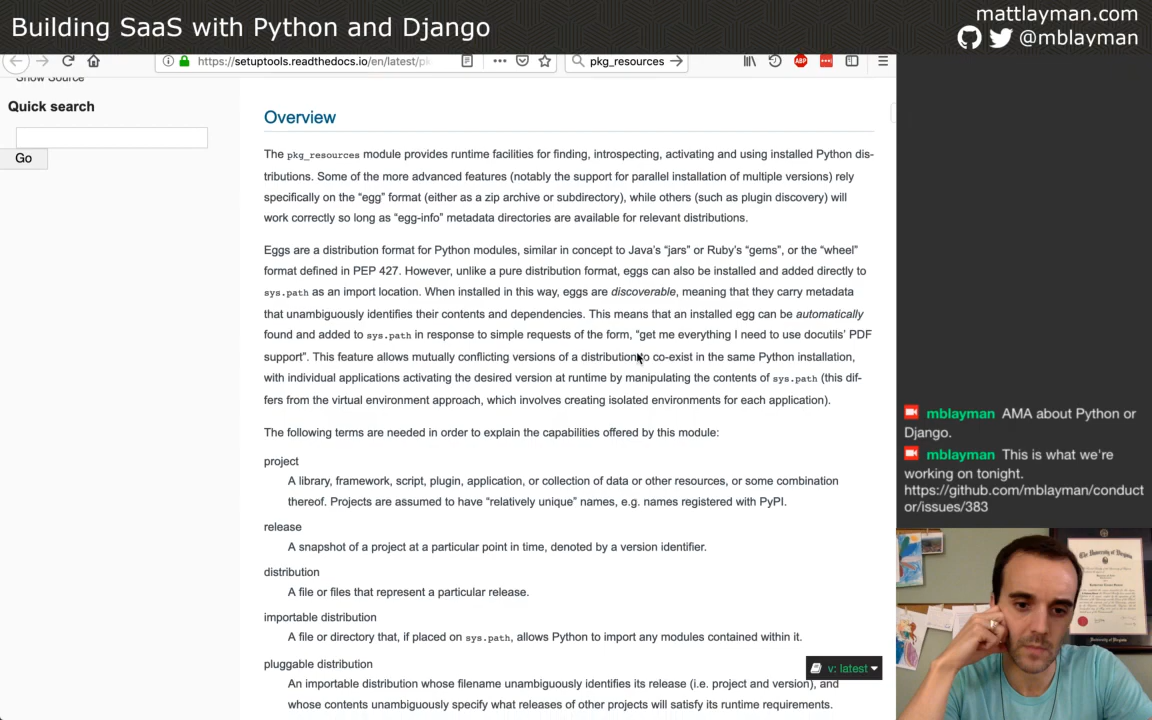 Building SaaS with Python and Django
mattlayman.com
@mblayman
https://setuptools.readthedocs.io/en/latest/pk
pkg_resources
ABP
Show Source
Quick search
Go
Overview
The pkg_resources module provides runtime facilities for finding, introspecting, activating and using installed Python dis-
tributions. Some of the more advanced features (notably the support for parallel installation of multiple versions) rely
specifically on the “egg” format (either as a zip archive or subdirectory), while others (such as plugin discovery) will
work correctly so long as “egg-info” metadata directories are available for relevant distributions.
Eggs are a distribution format for Python modules, similar in concept to Java’s “jars” or Ruby’s “gems”, or the “wheel”
format defined in PEP 427. However, unlike a pure distribution format, eggs can also be installed and added directly to
sys.path as an import location. When installed in this way, eggs are discoverable, meaning that they carry metadata
that unambiguously identifies their contents and dependencies. This means that an installed egg can be automatically
found and added to sys.path in response to simple requests of the form, “get me everything I need to use docutils’ PDF
support”. This feature allows mutually conflicting versions of a distribution to co-exist in the same Python installation,
with individual applications activating the desired version at runtime by manipulating the contents of sys.path (this dif-
fers from the virtual environment approach, which involves creating isolated environments for each application).
The following terms are needed in order to explain the capabilities offered by this module:
project
A library, framework, script, plugin, application, or collection of data or other resources, or some combination
thereof. Projects are assumed to have “relatively unique” names, e.g. names registered with PyPI.
release
A snapshot of a project at a particular point in time, denoted by a version identifier.
distribution
A file or files that represent a particular release.
importable distribution
A file or directory that, if placed on sys.path, allows Python to import any modules contained within it.
pluggable distribution
An importable distribution whose filename unambiguously identifies its release (i.e. project and version), and
whose contents unambiguously specify what releases of other projects will satisfy its runtime requirements.
v: latest
mblayman AMA about Python or
Django.
mblayman This is what we're
working on tonight.
https://github.com/mblayman/conduct
or/issues/383
The University of Virginia